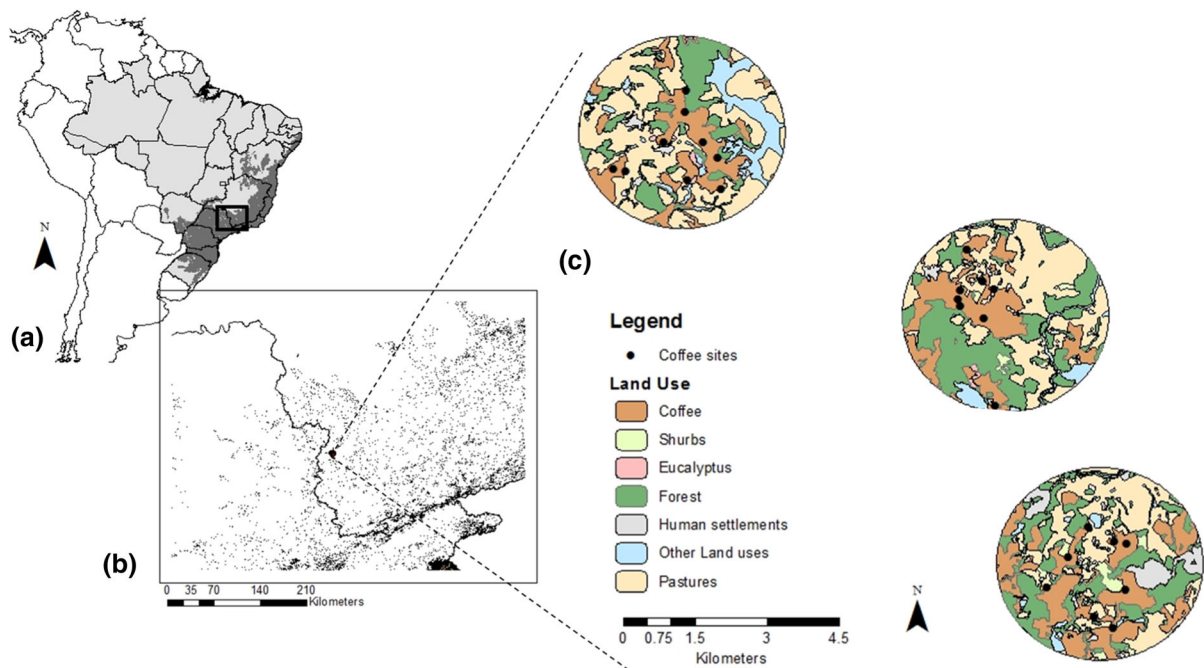 N
(a)
(b)
0 35 70 140 210
Kilometers
(c)
Legend
Coffee sites
Land Use
Coffee
Shurbs
Eucalyptus
Forest
Human settlements
Other Land uses
Pastures
0 0.75 1.5 3 4.5
Kilometers
N